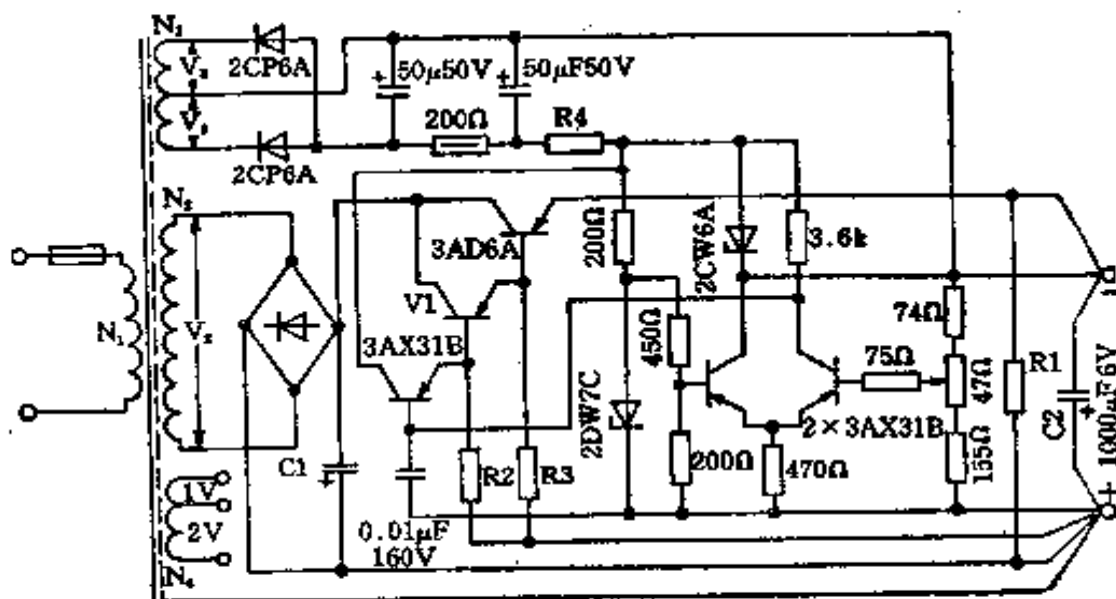 N₃
V₃
2CP6A
V₃
2CP6A
50μ50V
50μF50V
200Ω
R4
N₂
V₂
N₁
3AD6A
V1
3AX31B
200Ω
2CW6A
3.6k
450Ω
74Ω
75Ω
47Ω
R1
2DW7C
2×3AX31B
C1
R2
R3
200Ω
470Ω
155Ω
C2
1000μF6V
0.01μF
160V
1V
2V
N₄